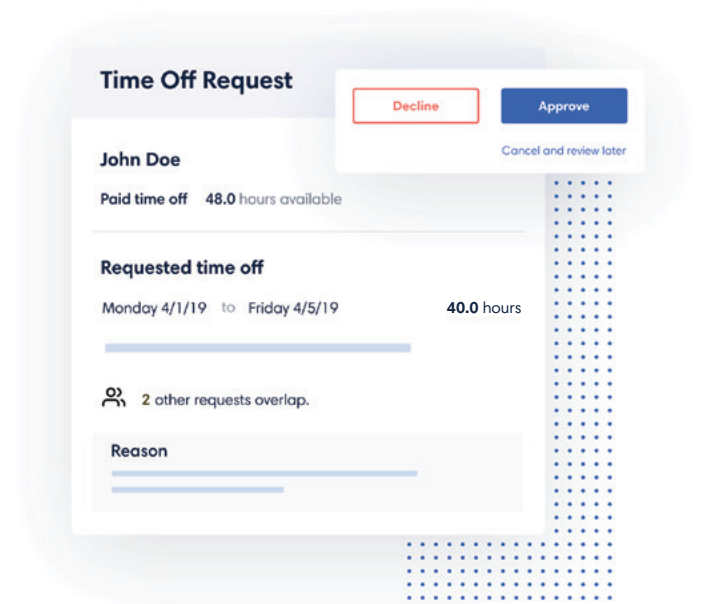 Time Off Request
Decline
Approve
Cancel and review later
John Doe
Paid time off 48.0 hours available
Requested time off
Monday 4/1/19 to Friday 4/5/19 40.0 hours
2 other requests overlap.
Reason